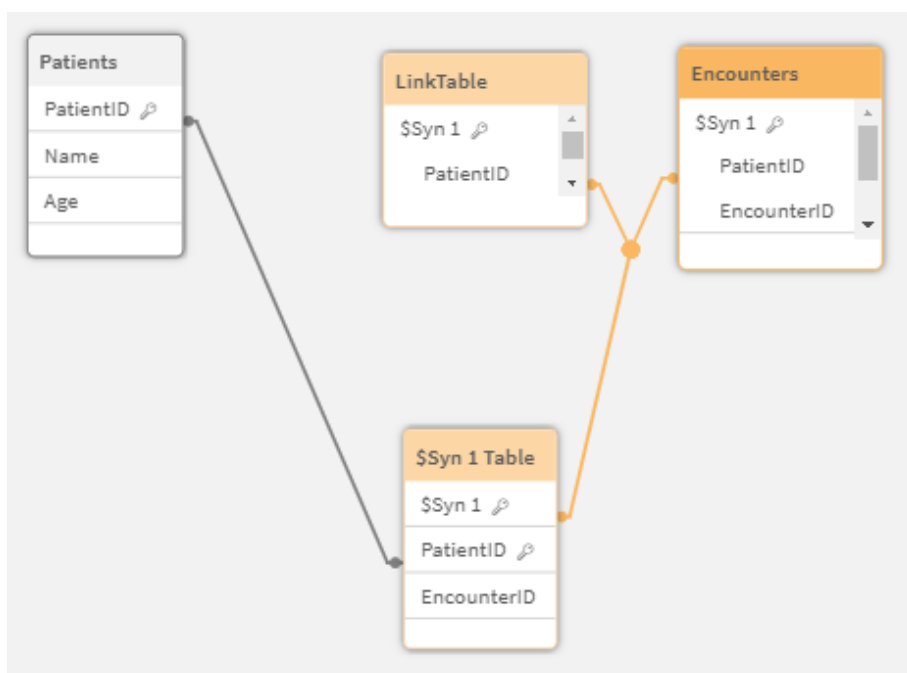 Patients
PatientID
Name
Age
LinkTable
$Syn 1
PatientID
Encounters
$Syn 1
PatientID
EncounterID
$Syn 1 Table
$Syn 1
PatientID
EncounterID